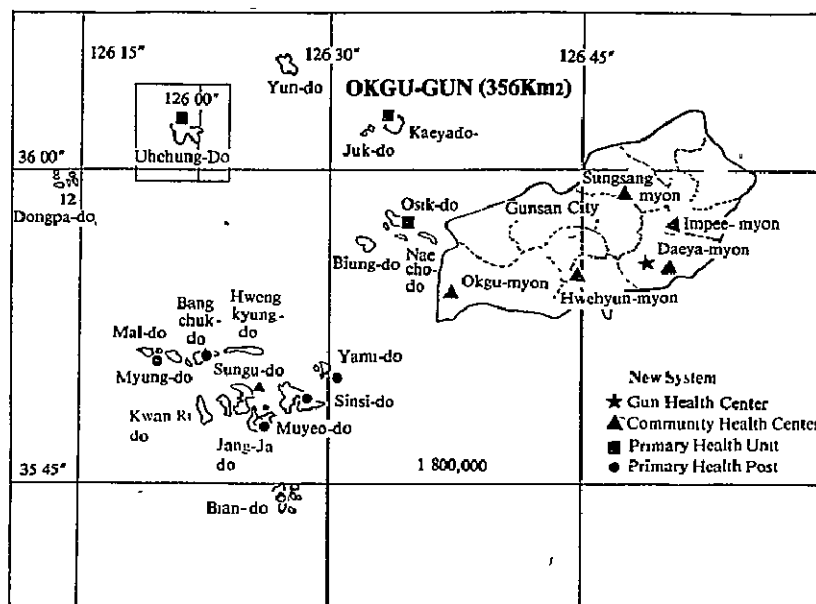 126 15"
126 30"
126 45"
Yun-do
OKGU-GUN (356Km2)
126 00"
Kaeyado-
Juk-do
Uhchung-Do
36 00"
Sungsang
myon
12
Dongpa-do
Osik-do
Gunsan City
Impee-myon
Daeya-myon
Biung-do
Nae
cho-
do
Okgu-myon
Hwehyun-myon
Bang
chuk-
do
Hweng
kyung-
do
Mal-do
Yami-do
Myung-do
Sungu-do
New System
Sinsi-do
Gun Health Center
Kwan Ri
do
Muyeo-do
Community Health Center
Jang-Ja
do
Primary Health Unit
35 45"
1 800,000
Primary Health Post
Bian-do